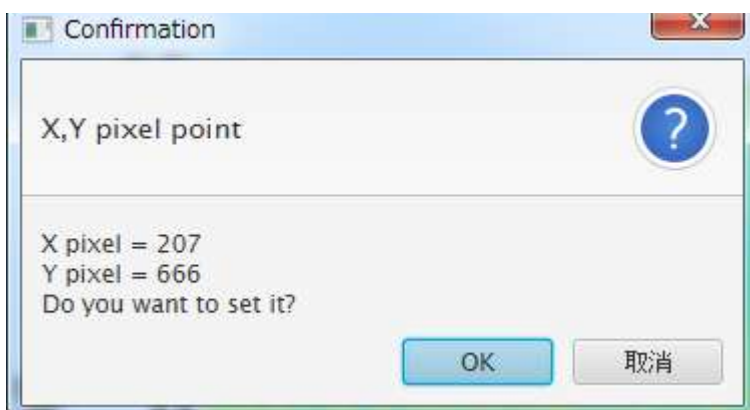 Confirmation
X,Y pixel point
?
X pixel = 207
Y pixel = 666
Do you want to set it?
OK
取消